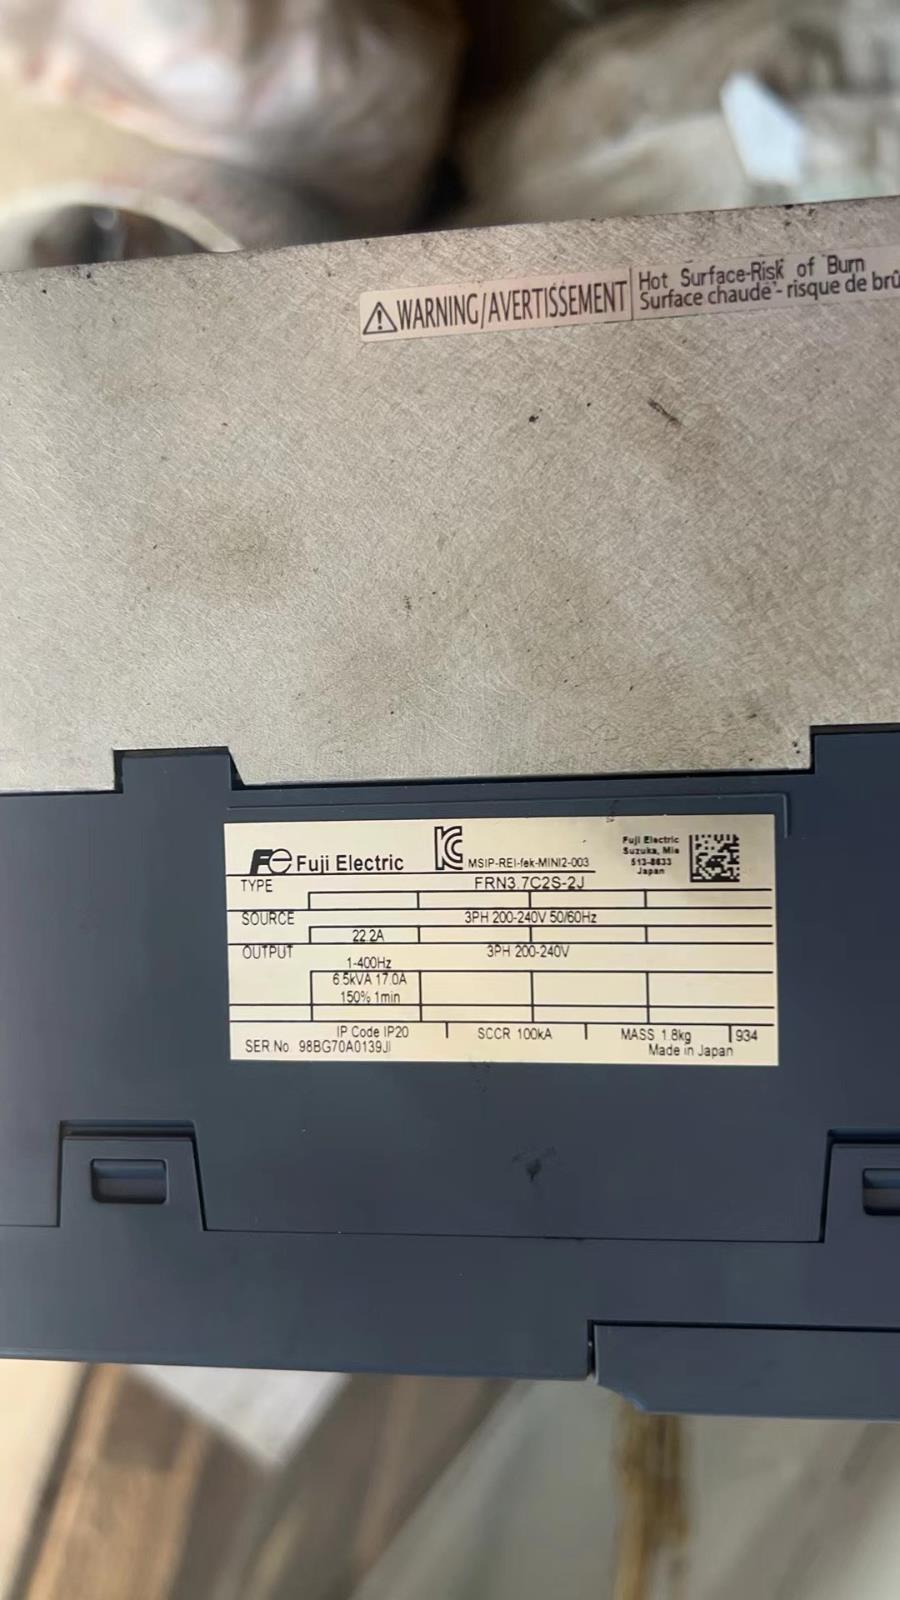 WARNING/AVERTISSEMENT
Hot Surface-Risk of Burn
Surface chaude - risque de
Fe Fuji Electric
MSIP-REI-fek-MINI2-003
Fuji Electric
Suzuka, Mie
513-8633
Japan
TYPE FRN3.7C2S-2J
SOURCE 3PH 200-240V 50/60Hz
22.2A
OUTPUT 3PH 200-240V
1-400Hz
6.5kVA 17.0A
150% 1min
IP Code IP20 SCCR 100kA MASS 1.8kg 934
SER.No. 98BG70A0139JI Made in Japan